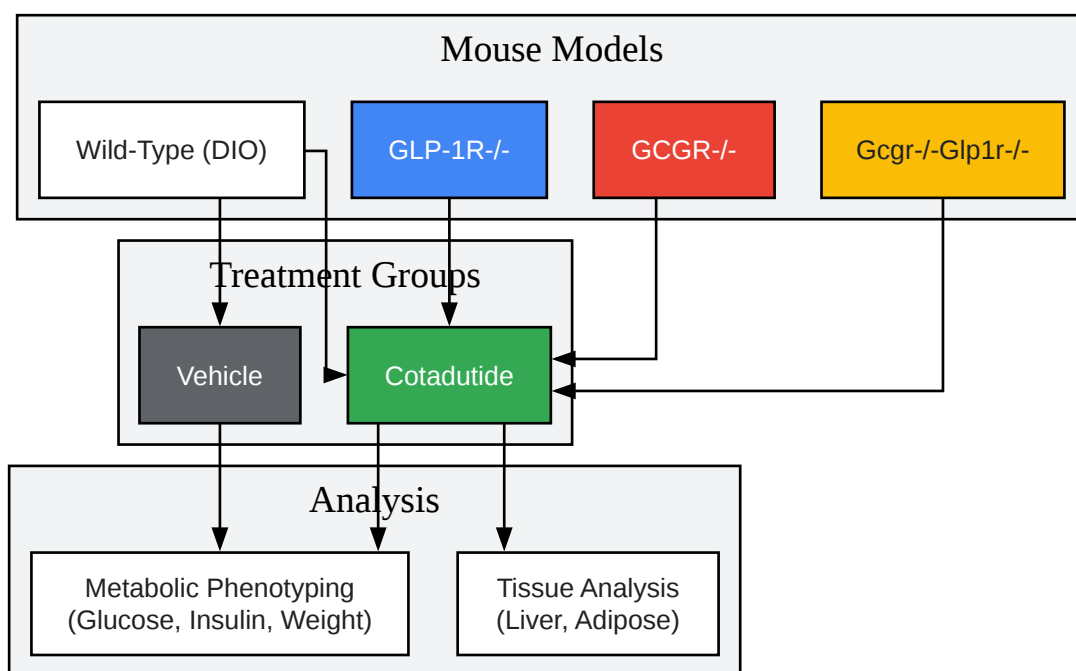 Mouse Models
Wild-Type (DIO)
GLP-1R-/-
GCGR-/-
Gcgr-/-Glp1r-/-
Treatment Groups
Vehicle
Cotadutide
Analysis
Metabolic Phenotyping
(Glucose, Insulin, Weight)
Tissue Analysis
(Liver, Adipose)